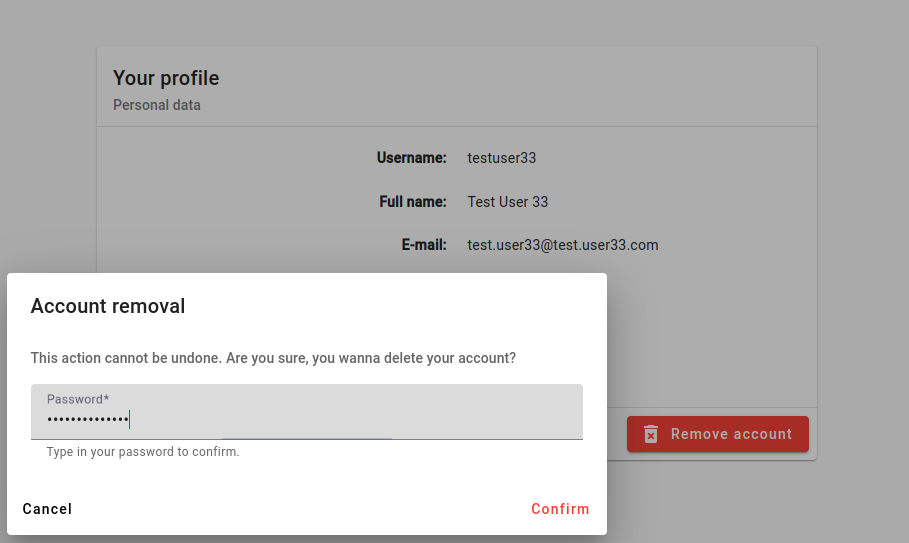 Your profile
Personal data
Username: testuser33
Full name: Test User 33
E-mail: test.user33@test.user33.com
Remove account
Account removal
This action cannot be undone. Are you sure, you wanna delete your account?
Password*
••••••••••••••
Type in your password to confirm.
Cancel
Confirm